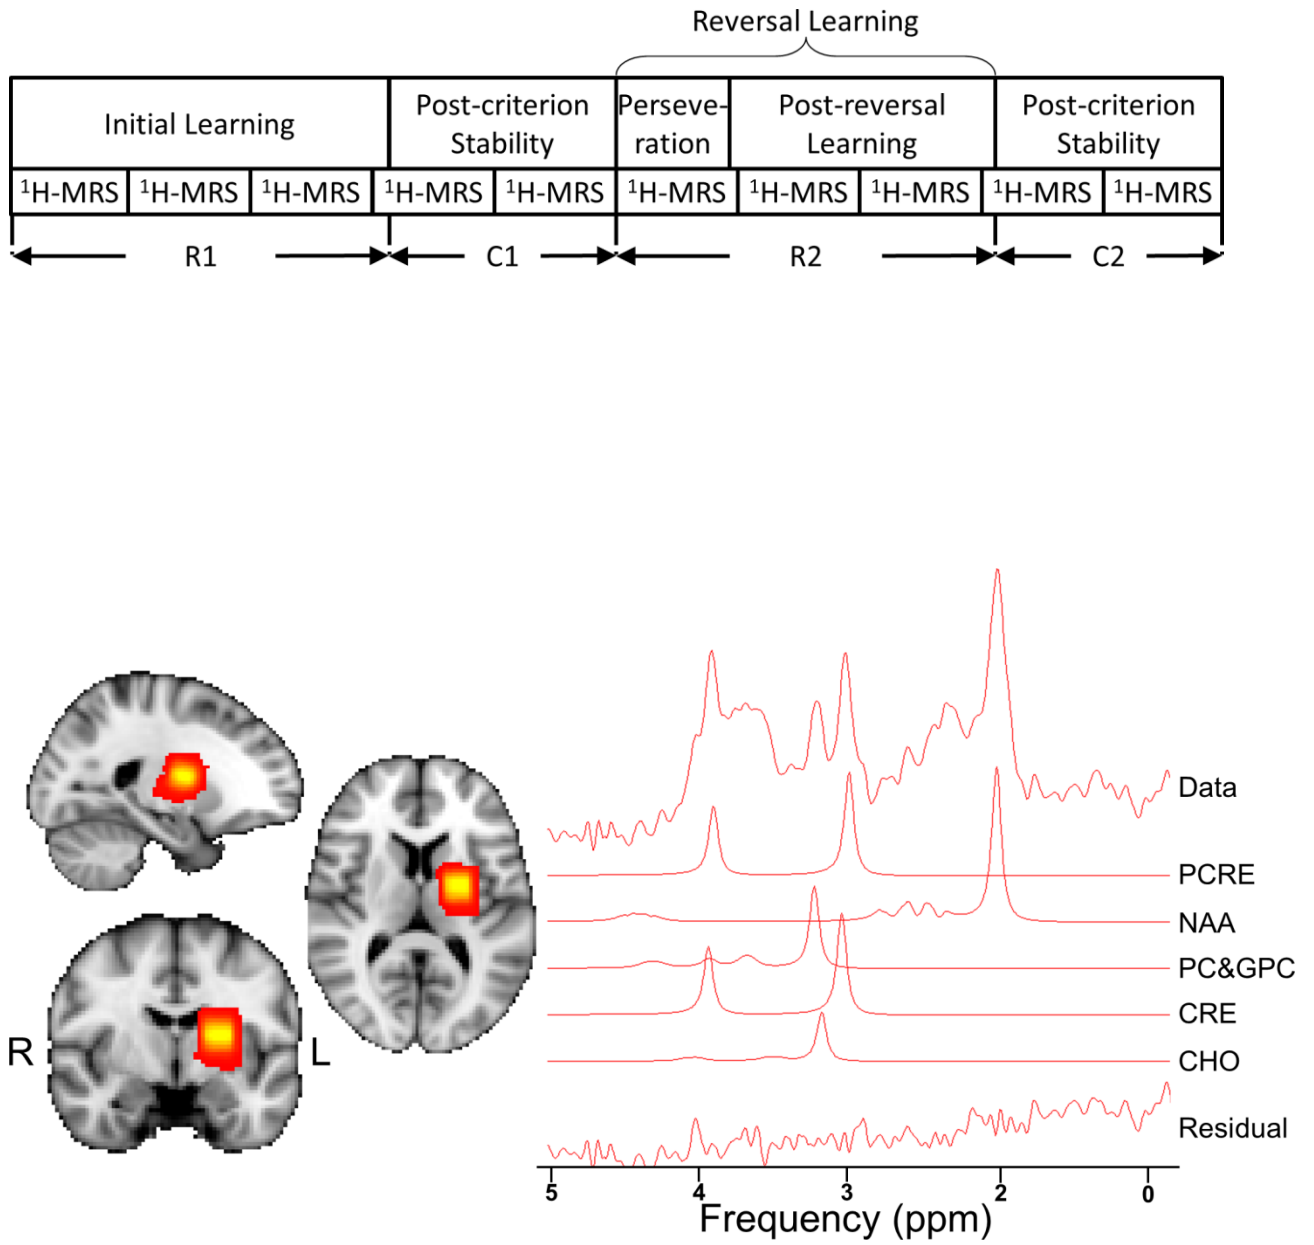 Reversal Learning
Initial Learning
Post-criterion
Stability
Perseve-
ration
Post-reversal
Learning
Post-criterion
Stability
¹H-MRS ¹H-MRS ¹H-MRS ¹H-MRS ¹H-MRS ¹H-MRS ¹H-MRS ¹H-MRS ¹H-MRS ¹H-MRS
R1 C1 R2 C2
R L
Data
PCRE
NAA
PC&GPC
CRE
CHO
Residual
5 4 3 2 0
Frequency (ppm)